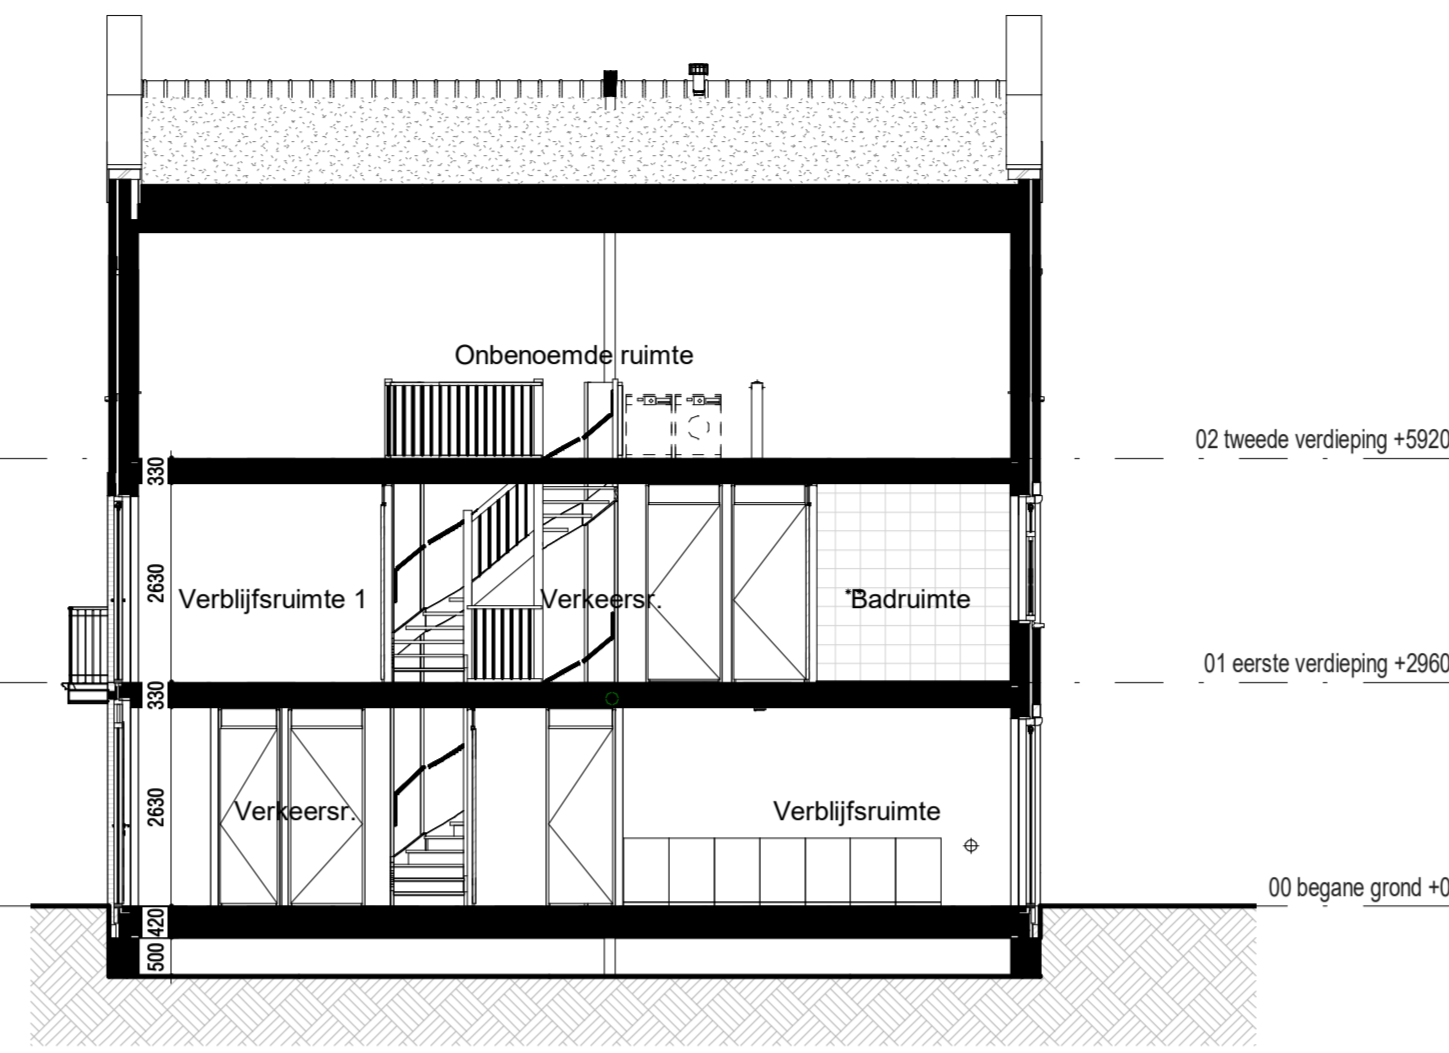 Onbenoemde ruimte
02 tweede verdieping +5920
330
2630
Verblijfsruimte 1
Verkeersr.
Badruimte
01 eerste verdieping +2960
330
2630
Verkeersr.
Verblijfsruimte
00 begane grond +0
420
500